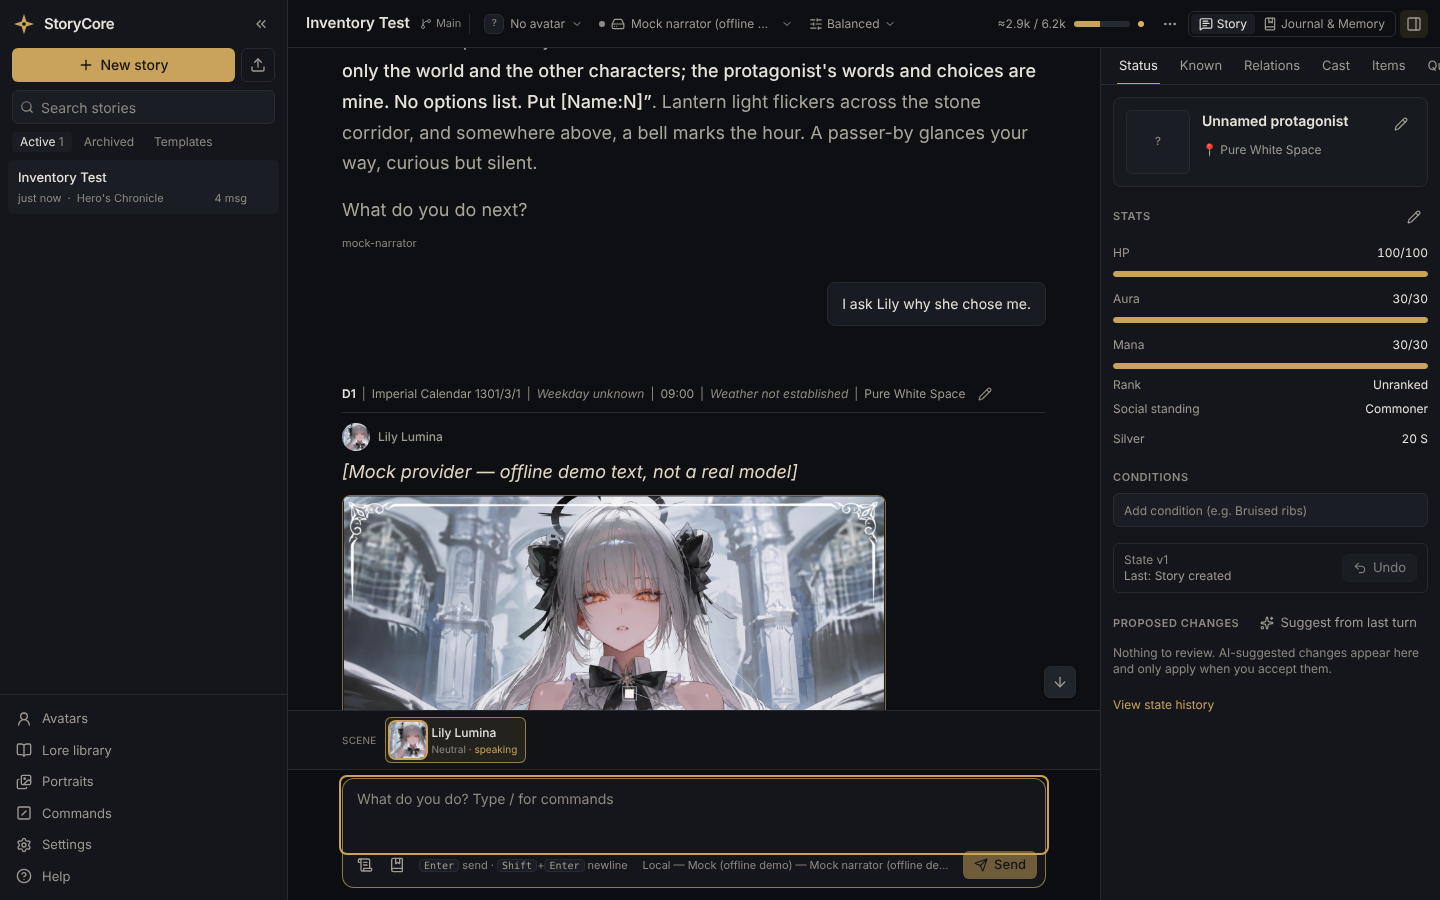 StoryCore
New story
Search stories
Active 1
Archived
Templates
Inventory Test
just now · Hero's Chronicle
4 msg
Avatars
Lore library
Portraits
Commands
Settings
Help
Inventory Test
Main
? No avatar
Mock narrator (offline ...
Balanced
≈2.9k / 6.2k
Story
Journal & Memory
only the world and the other characters; the protagonist's words and choices are
mine. No options list. Put [Name:N]”. Lantern light flickers across the stone
corridor, and somewhere above, a bell marks the hour. A passer-by glances your
way, curious but silent.
What do you do next?
mock-narrator
I ask Lily why she chose me.
D1 | Imperial Calendar 1301/3/1 | Weekday unknown | 09:00 | Weather not established | Pure White Space
Lily Lumina
[Mock provider — offline demo text, not a real model]
SCENE
Lily Lumina
Neutral · speaking
What do you do? Type / for commands
Enter send · Shift+Enter newline
Local — Mock (offline demo) — Mock narrator (offline de...
Send
Status
Known
Relations
Cast
Items
?
Unnamed protagonist
📍 Pure White Space
STATS
HP
100/100
Aura
30/30
Mana
30/30
Rank
Unranked
Social standing
Commoner
Silver
20 S
CONDITIONS
Add condition (e.g. Bruised ribs)
State v1
Last: Story created
Undo
PROPOSED CHANGES
Suggest from last turn
Nothing to review. AI-suggested changes appear here
and only apply when you accept them.
View state history